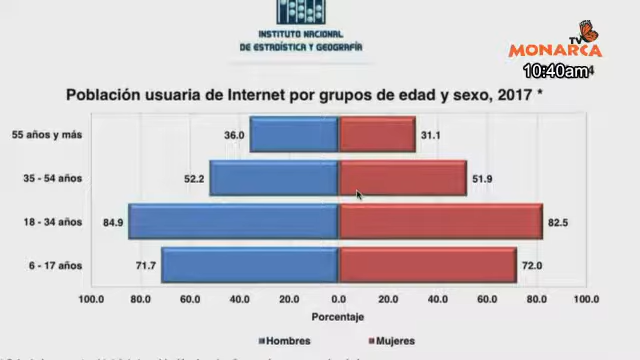 INSTITUTO NACIONAL
DE ESTADÍSTICA Y GEOGRAFÍA
TV
MONARCA
10:40am
Población usuaria de Internet por grupos de edad y sexo, 2017 *
55 años y más 36.0 31.1
35 - 54 años 52.2 51.9
18 - 34 años 84.9 82.5
6 - 17 años 71.7 72.0
100.0 80.0 60.0 40.0 20.0 0.0 20.0 40.0 60.0 80.0 100.0
Porcentaje
Hombres Mujeres